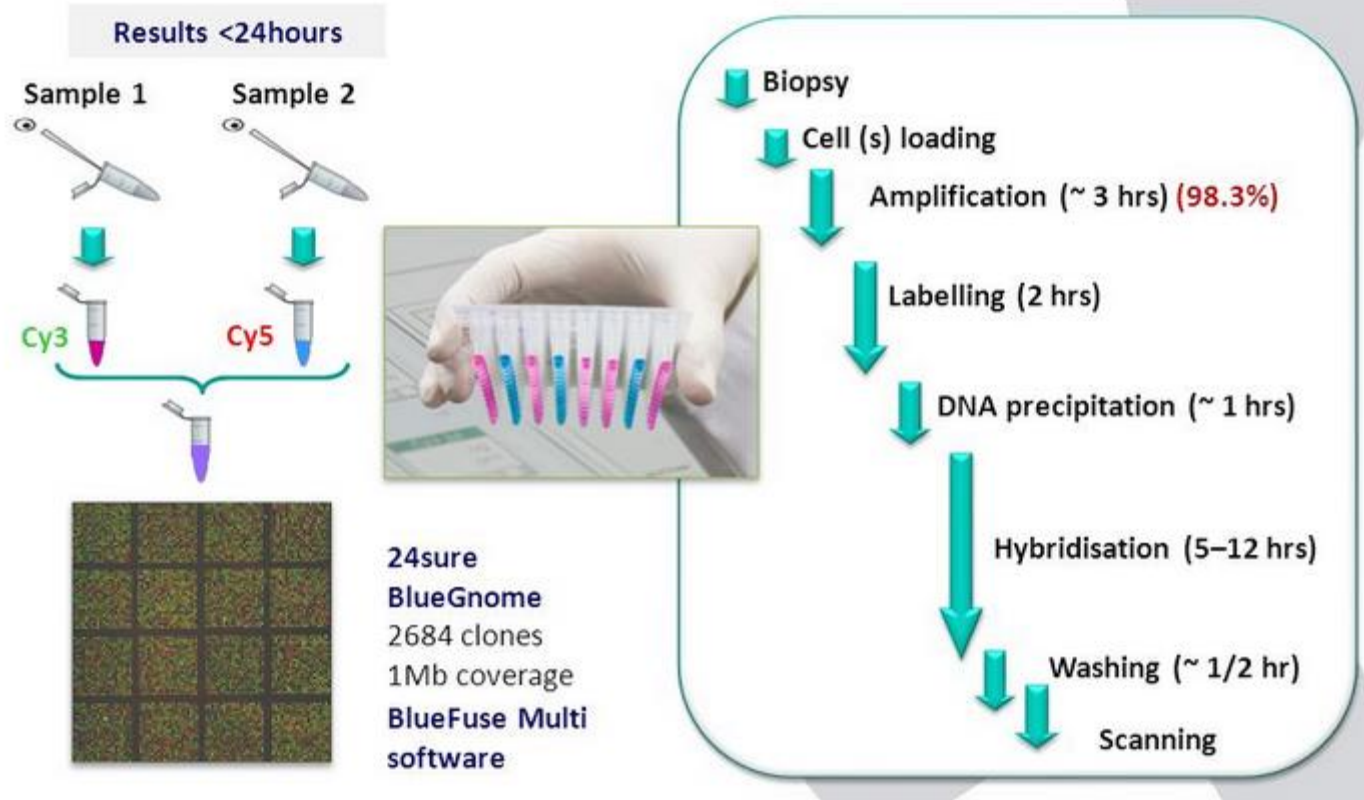 Results <24hours
Sample 1
Sample 2
Cy3
Cy5
24sure
BlueGnome
2684 clones
1Mb coverage
BlueFuse Multi
software
Biopsy
Cell (s) loading
Amplification (~ 3 hrs) (98.3%)
Labelling (2 hrs)
DNA precipitation (~ 1 hrs)
Hybridisation (5–12 hrs)
Washing (~ 1/2 hr)
Scanning